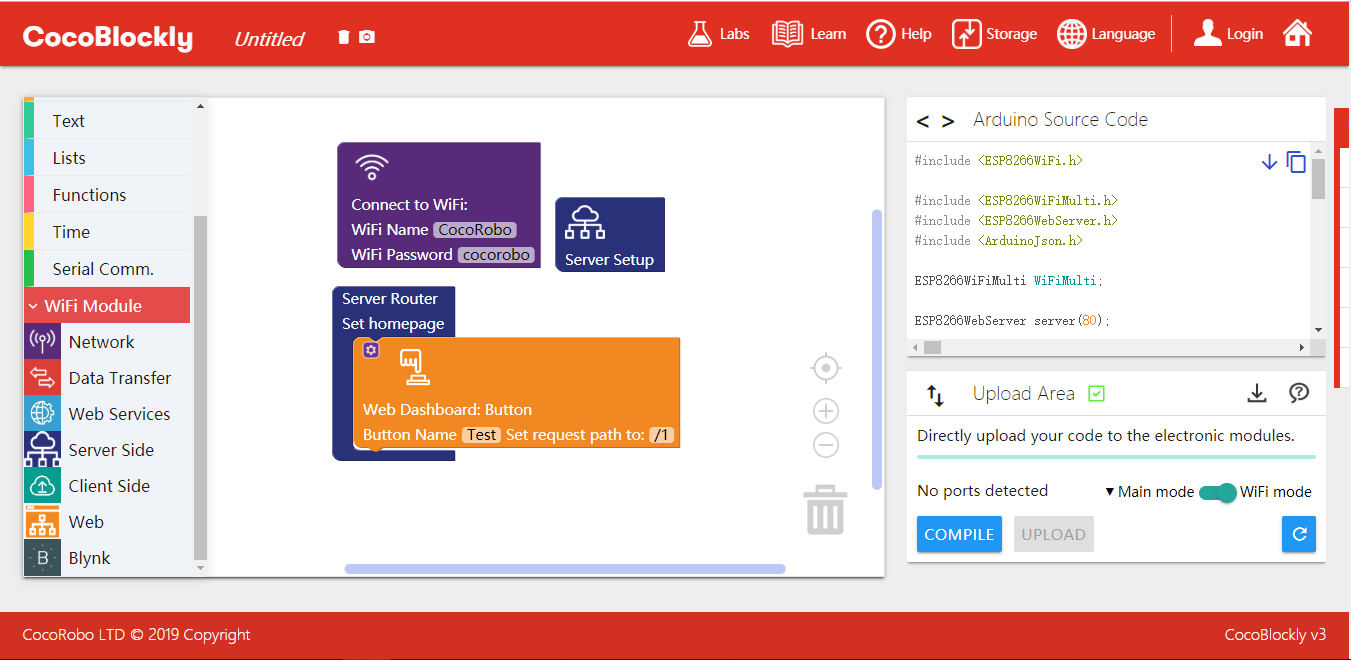 CocoBlockly
Untitled
Labs
Learn
Help
Storage
Language
Login
Text
Lists
Functions
Time
Serial Comm.
WiFi Module
Network
Data Transfer
Web Services
Server Side
Client Side
Web
B Blynk
Connect to WiFi:
WiFi Name CocoRobo
WiFi Password cocorobo
Server Setup
Server Router
Set homepage
Web Dashboard: Button
Button Name Test Set request path to: /1
< > Arduino Source Code
#include <ESP8266WiFi.h>
#include <ESP8266WiFiMulti.h>
#include <ESP8266WebServer.h>
#include <ArduinoJson.h>
ESP8266WiFiMulti WiFiMulti;
ESP8266WebServer server(80);
Upload Area
Directly upload your code to the electronic modules.
No ports detected
▼ Main mode WiFi mode
COMPILE UPLOAD
CocoRobo LTD © 2019 Copyright
CocoBlockly v3